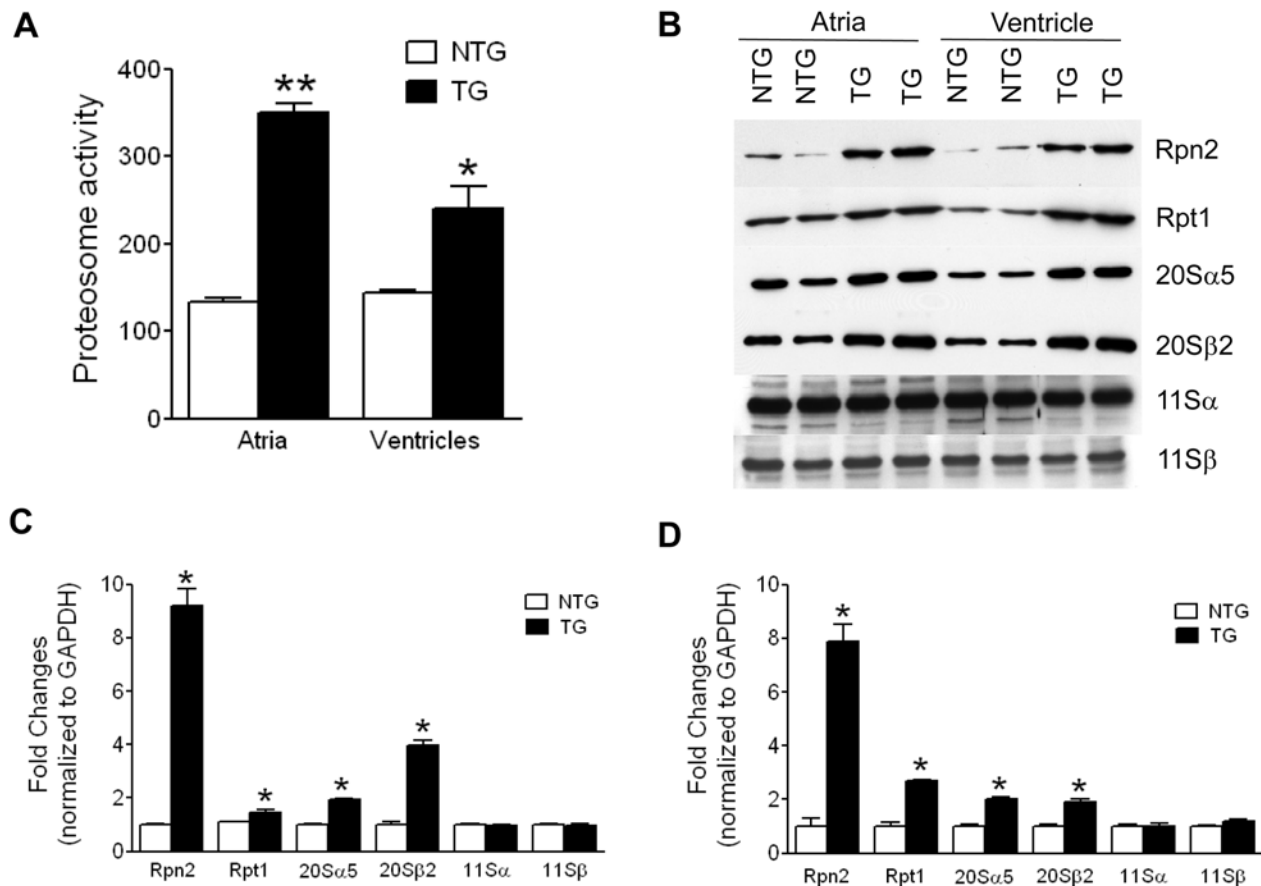 A
NTG
TG
Proteosome activity
400
300
200
100
0
**
*
Atria
Ventricles
B
Atria
Ventricle
NTG NTG TG TG NTG NTG TG TG
Rpn2
Rpt1
20Sα5
20Sβ2
11Sα
11Sβ
C
Fold Changes
(normalized to GAPDH)
10
8
6
4
2
0
NTG
TG
*
*
*
*
Rpn2 Rpt1 20Sα5 20Sβ2 11Sα 11Sβ
D
Fold Changes
(normalized to GAPDH)
10
8
6
4
2
0
NTG
TG
*
*
*
*
Rpn2 Rpt1 20Sα5 20Sβ2 11Sα 11Sβ